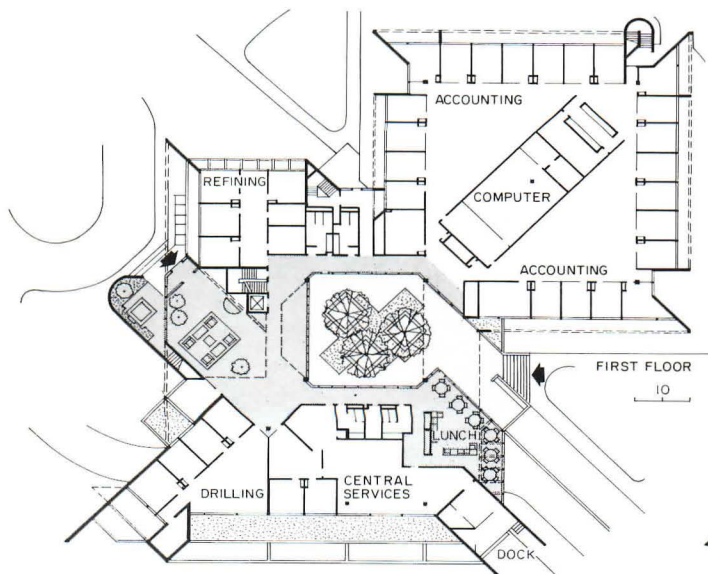 ACCOUNTING
REFINING
COMPUTER
ACCOUNTING
FIRST FLOOR
10
LUNCH
CENTRAL
SERVICES
DRILLING
DOCK